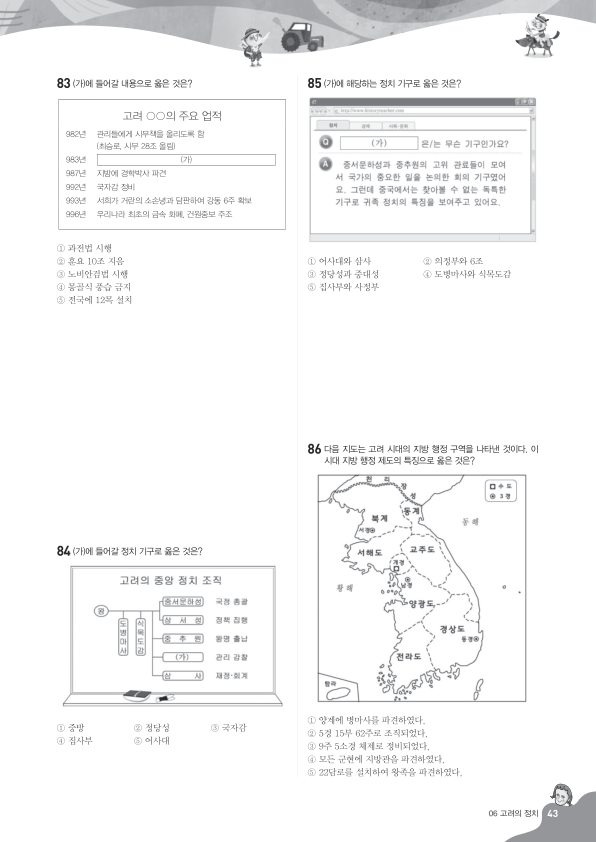 83 (가)에 들어갈 내용으로 옳은 것은?
고려 ○○의 주요 업적
982년 관리들에게 시무책을 올리도록 함
(최승로, 시무 28조 올림)
983년 (가)
987년 지방에 경학박사 파견
992년 국자감 정비
993년 서희가 거란의 소손녕과 담판하여 강동 6주 확보
996년 우리나라 최초의 금속 화폐, 건원중보 주조
① 과전법 시행
② 훈요 10조 지음
③ 노비안검법 시행
④ 몽골식 풍습 금지
⑤ 전국에 12목 설치
84 (가)에 들어갈 정치 기구로 옳은 것은?
고려의 중앙 정치 조직
왕
도병마사
식목도감
중서문하성 국정 총괄
상서성 정책 집행
중추원 왕명 출납
(가) 관리 감찰
삼사 재정·회계
① 중방 ② 정당성 ③ 국자감
④ 집사부 ⑤ 어사대
85 (가)에 해당하는 정치 기구로 옳은 것은?
Q (가) 은/는 무슨 기구인가요?
A 중서문하성과 중추원의 고위 관료들이 모여
서 국가의 중요한 일을 논의한 회의 기구였어
요. 그런데 중국에서는 찾아볼 수 없는 독특한
기구로 귀족 정치의 특징을 보여주고 있어요.
① 어사대와 삼사 ② 의정부와 6조
③ 정당성과 중대성 ④ 도병마사와 식목도감
⑤ 집사부와 사정부
86 다음 지도는 고려 시대의 지방 행정 구역을 나타낸 것이다. 이
시대 지방 행정 제도의 특징으로 옳은 것은?
천리장성
수도
3경
동계
북계
서경
동해
서해도
교주도
개경
남경
황해
양광도
경상도
동경
전라도
탐라
① 양계에 병마사를 파견하였다.
② 5경 15부 62주로 조직되었다.
③ 9주 5소경 체제로 정비되었다.
④ 모든 군현에 지방관을 파견하였다.
⑤ 22담로를 설치하여 왕족을 파견하였다.
06 고려의 정치 43